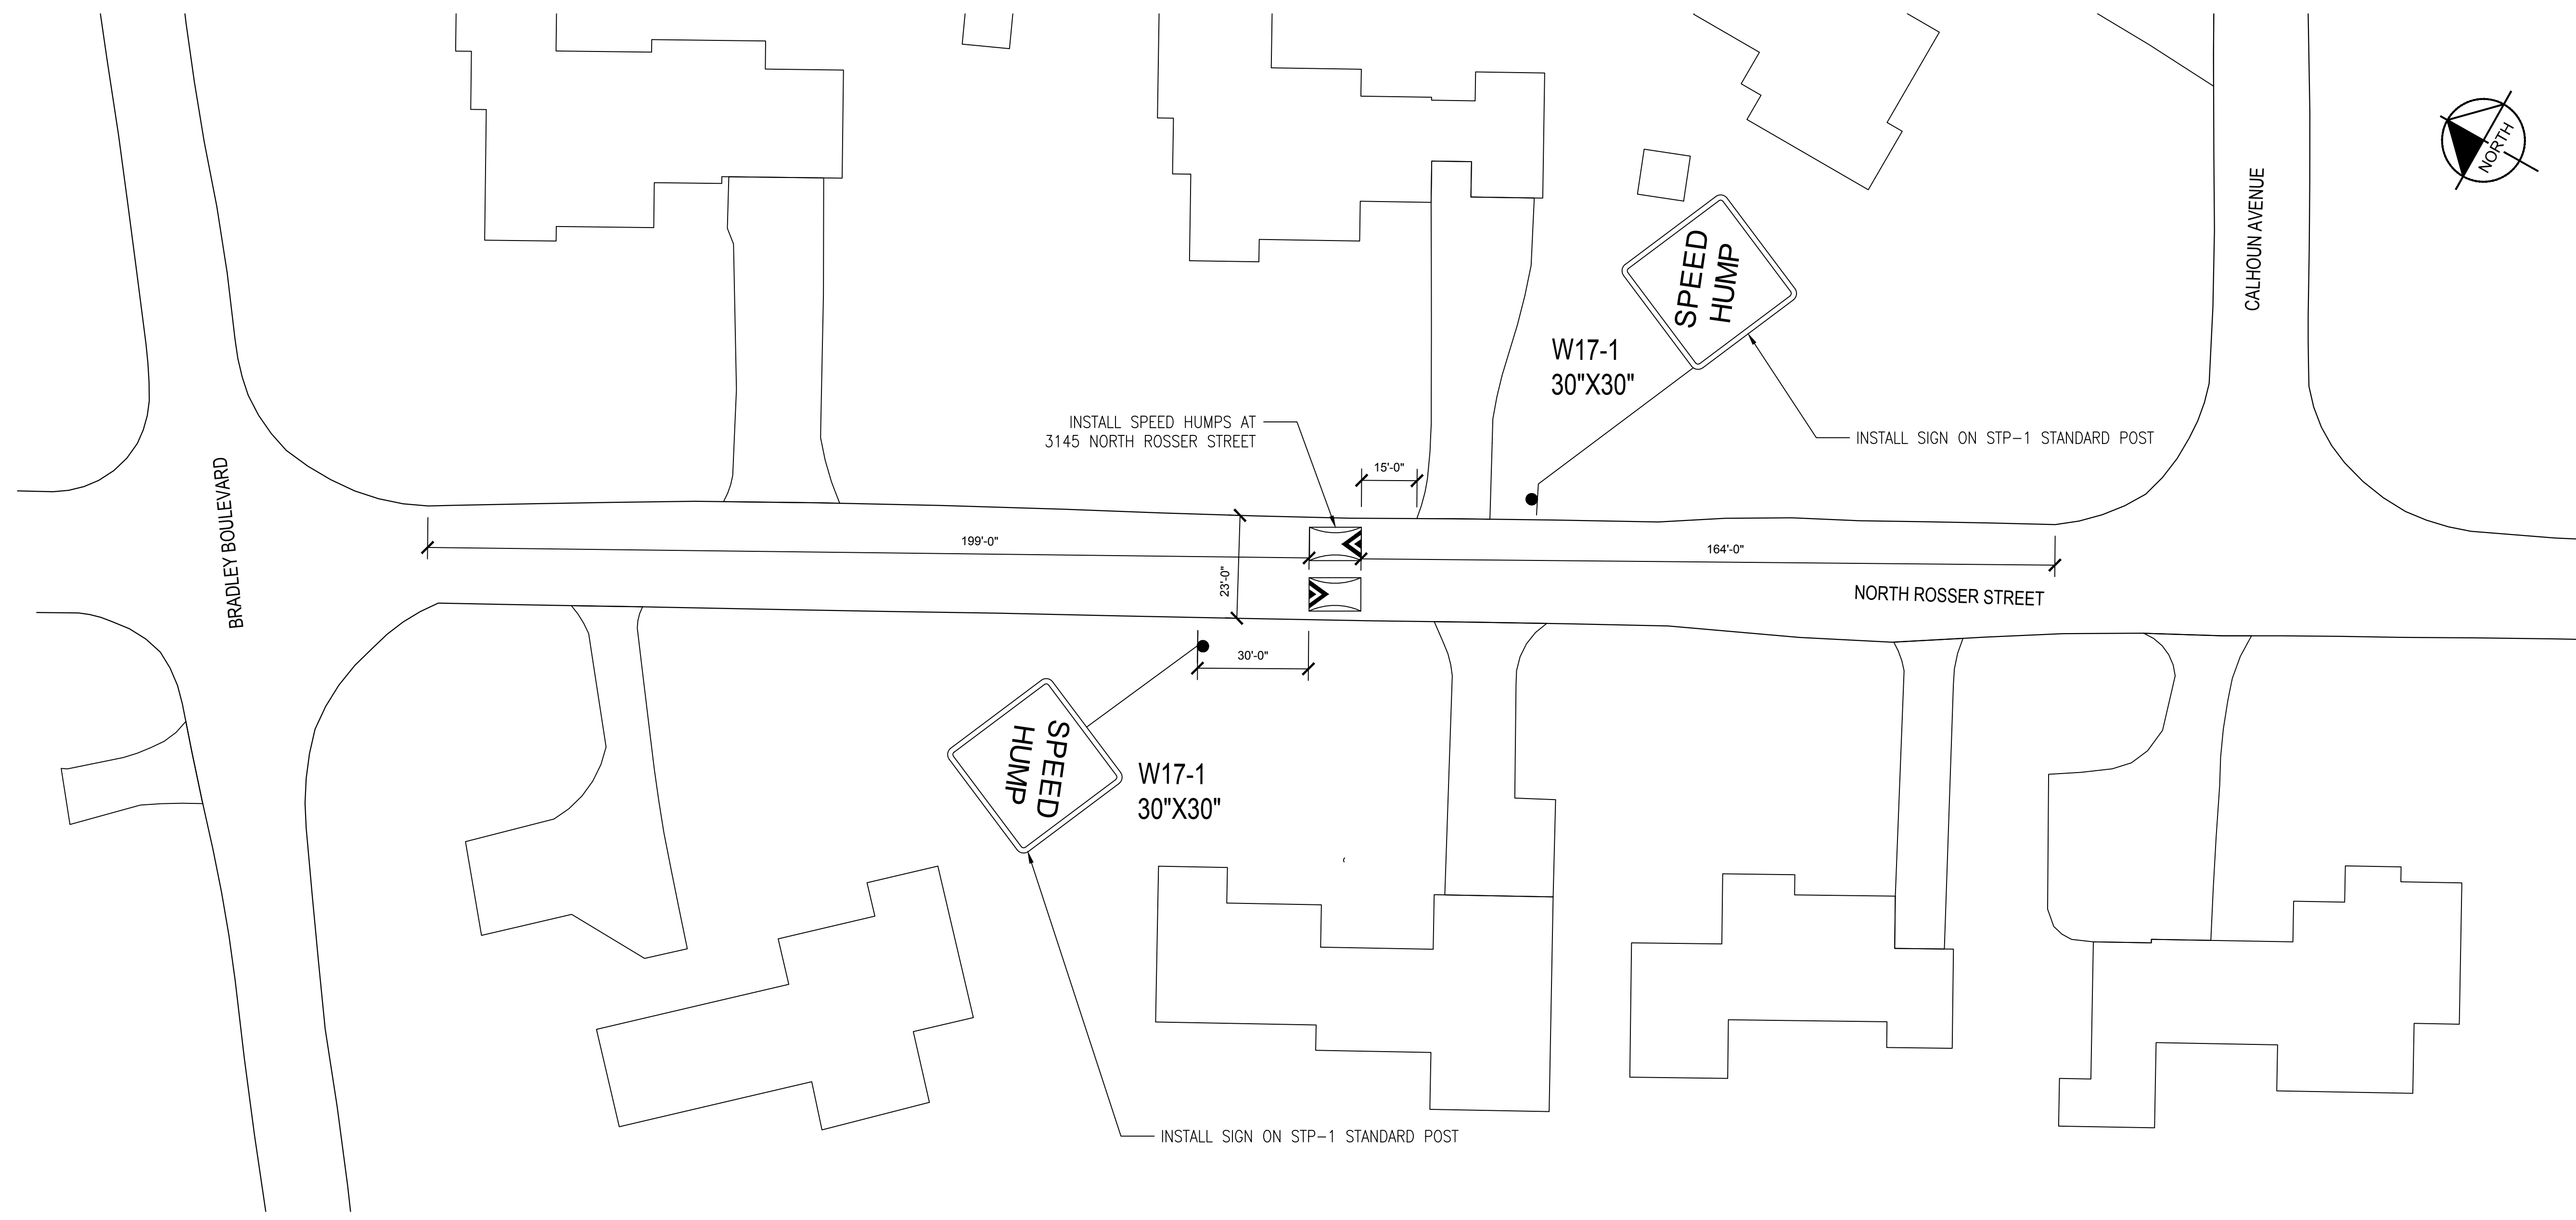 NORTH
CALHOUN AVENUE
SPEED
HUMP
W17-1
30"X30"
INSTALL SPEED HUMPS AT
3145 NORTH ROSSER STREET
INSTALL SIGN ON STP-1 STANDARD POST
15'-0"
BRADLEY BOULEVARD
199'-0"
164'-0"
23'-0"
NORTH ROSSER STREET
30'-0"
SPEED
HUMP
W17-1
30"X30"
INSTALL SIGN ON STP-1 STANDARD POST